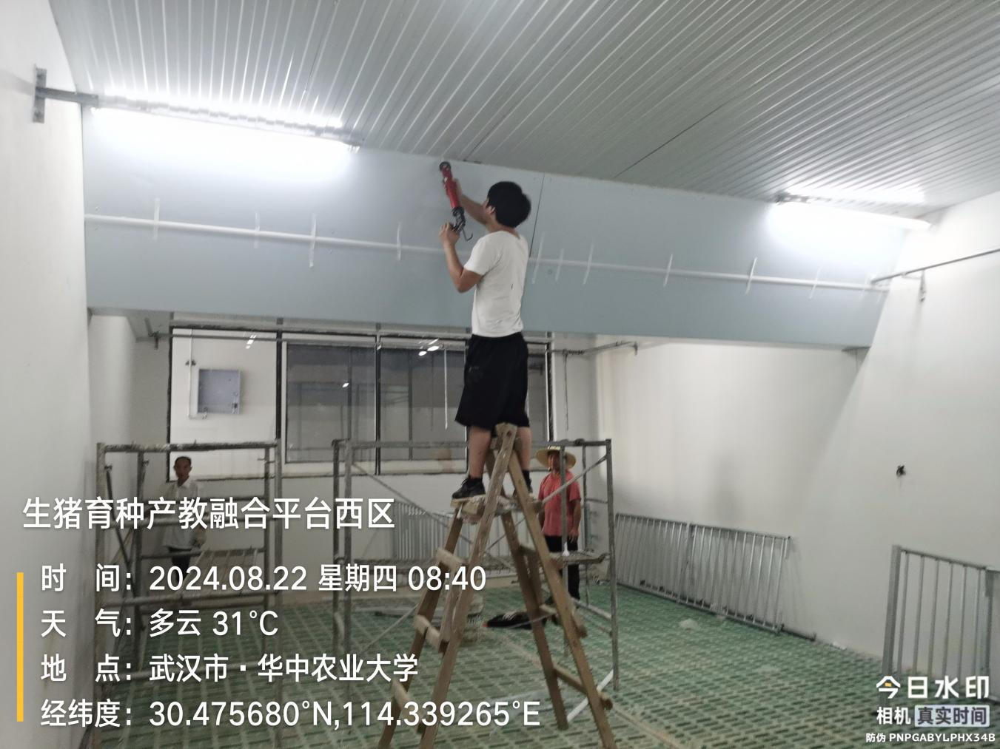 生猪育种产教融合平台西区
时 间：2024.08.22 星期四 08:40
天 气：多云 31°C
地 点：武汉市·华中农业大学
经纬度：30.475680°N,114.339265°E
今日水印
相机 真实时间
防伪 PNPGABYLPHX34B